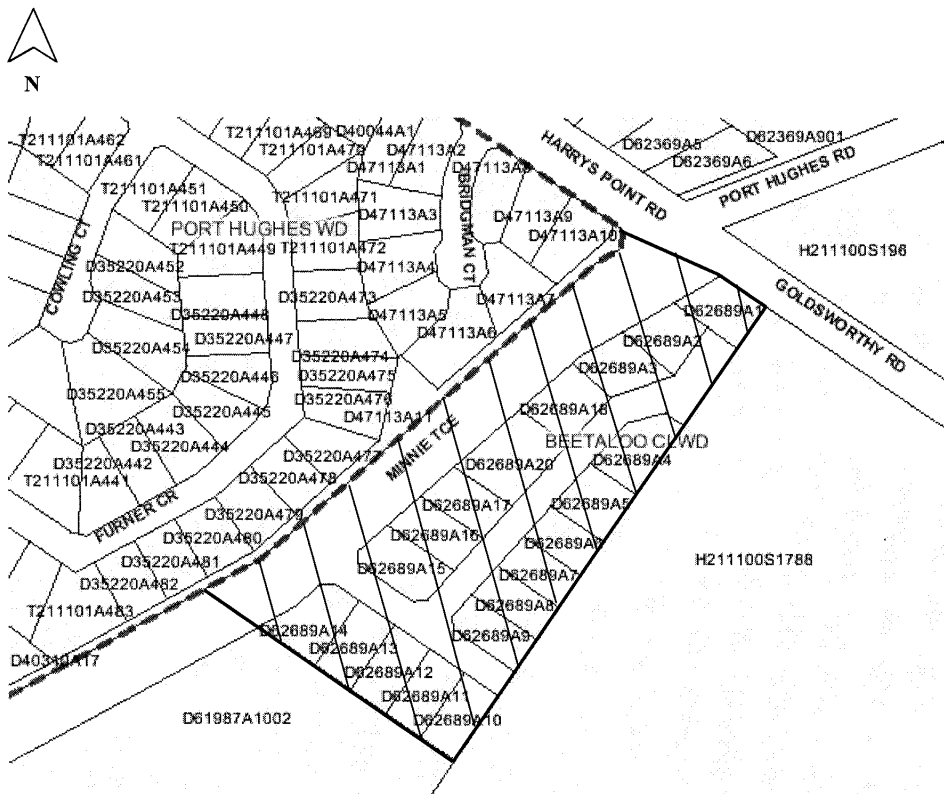 N
T211101A462
T211101A461
T211101A469
D40044A1
T211101A470
D47113A2
D47113A1
HARRYS POINT RD
D62369A5
D62369A901
D62369A6
PORT HUGHES RD
T211101A451
T211101A450
T211101A471
D47113A3
BRIDGMAN CT
D47113A9
D47113A10
PORT HUGHES WD
T211101A449
T211101A472
H211100S196
COWLING CT
D35220A452
D47113A4
GOLDSWORTHY RD
D35220A453
D35220A473
D47113A7
D35220A448
D47113A5
D62689A1
D35220A447
D47113A6
D62689A2
D35220A454
D35220A474
D62689A3
D35220A446
D35220A475
D35220A455
D35220A445
D35220A476
D47113A11
D62689A18
D35220A443
MINNIE TCE
BEETALOO CLWD
D35220A444
D35220A442
D35220A477
D62689A20
D62689A4
T211101A441
D35220A478
FURNER CR
D35220A479
D62689A17
D62689A5
D35220A480
D62689A16
D35220A481
D62689A15
H211100S1788
D35220A482
D62689A7
T211101A483
D62689A8
D62689A14
D62689A9
D62689A13
D40310A17
D62689A12
D62689A11
D61987A1002
D62689A10